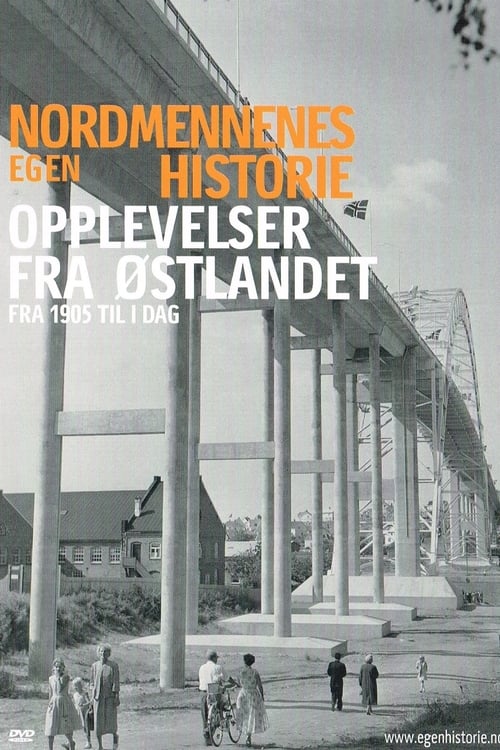 NORDMENNENES
EGEN HISTORIE
OPPLEVELSER
FRA ØSTLANDET
FRA 1905 TIL I DAG
DVD
www.egenhistorie.no